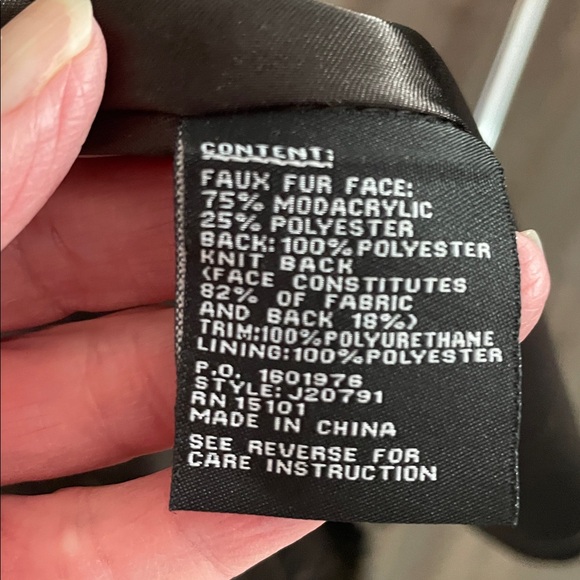 CONTENT:
FAUX FUR FACE:
75% MODACRYLIC
25% POLYESTER
BACK: 100% POLYESTER
KNIT BACK
(FACE CONSTITUTES
82% OF FABRIC
AND BACK 18%)
TRIM:100%POLYURETHANE
LINING:100%POLYESTER
P.O. 1601976
STYLE: J20791
RN 15101
MADE IN CHINA
SEE REVERSE FOR
CARE INSTRUCTION